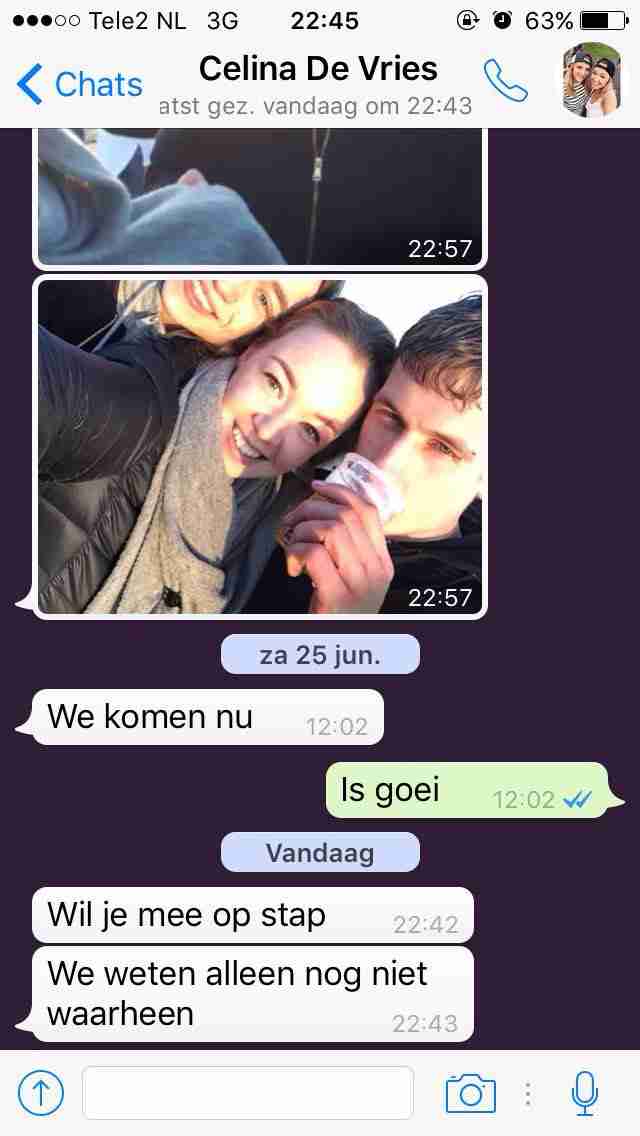 Tele2 NL 3G 22:45 63%
Chats
Celina De Vries
atst gez. vandaag om 22:43
22:57
22:57
za 25 jun.
We komen nu 12:02
Is goei 12:02
Vandaag
Wil je mee op stap 22:42
We weten alleen nog niet
waarheen 22:43